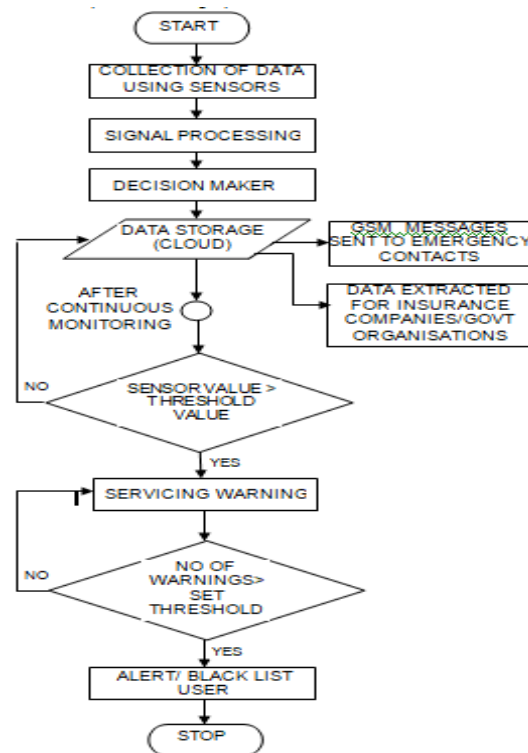 START
COLLECTION OF DATA
USING SENSORS
SIGNAL PROCESSING
DECISION MAKER
DATA STORAGE
(CLOUD)
GSM MESSAGES
SENT TO EMERGENCY
CONTACTS
DATA EXTRACTED
FOR INSURANCE
COMPANIES/GOVT
ORGANISATIONS
AFTER
CONTINUOUS
MONITORING
NO
SENSOR VALUE >
THRESHOLD
VALUE
YES
SERVICING WARNING
NO
NO OF
WARNINGS>
SET
THRESHOLD
YES
ALERT/ BLACK LIST
USER
STOP